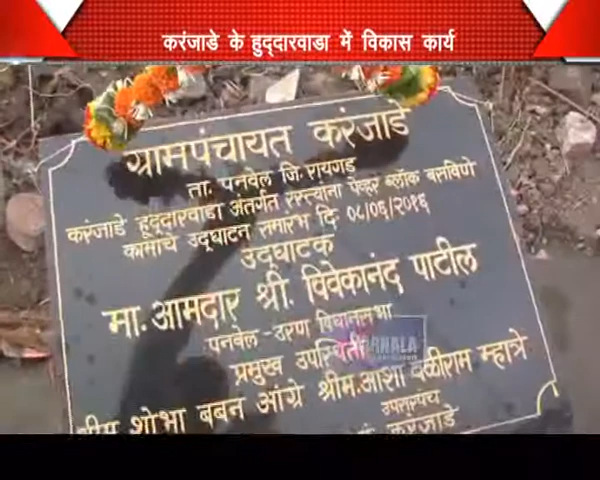 करंजाडे के हुद्दारवाडा में विकास कार्य
ग्रामपंचायत करंजाडे
ता. पनवेल जि. रायगड
करंजाडे हुद्दारवाडा अंतर्गत रस्त्यांना पेव्हर ब्लॉक बसविणे
कामाचे उद्घाटन समारंभ दि. ०८/०६/२०१६
उद्घाटक
मा. आमदार श्री. विवेकानंद पाटील
पनवेल - उरण विधानसभा
प्रमुख उपस्थिती
श्रीम. शोभा बबन आंग्रे श्रीम. आशा वळीराम म्हात्रे
उपसरपंच
करंजाडे